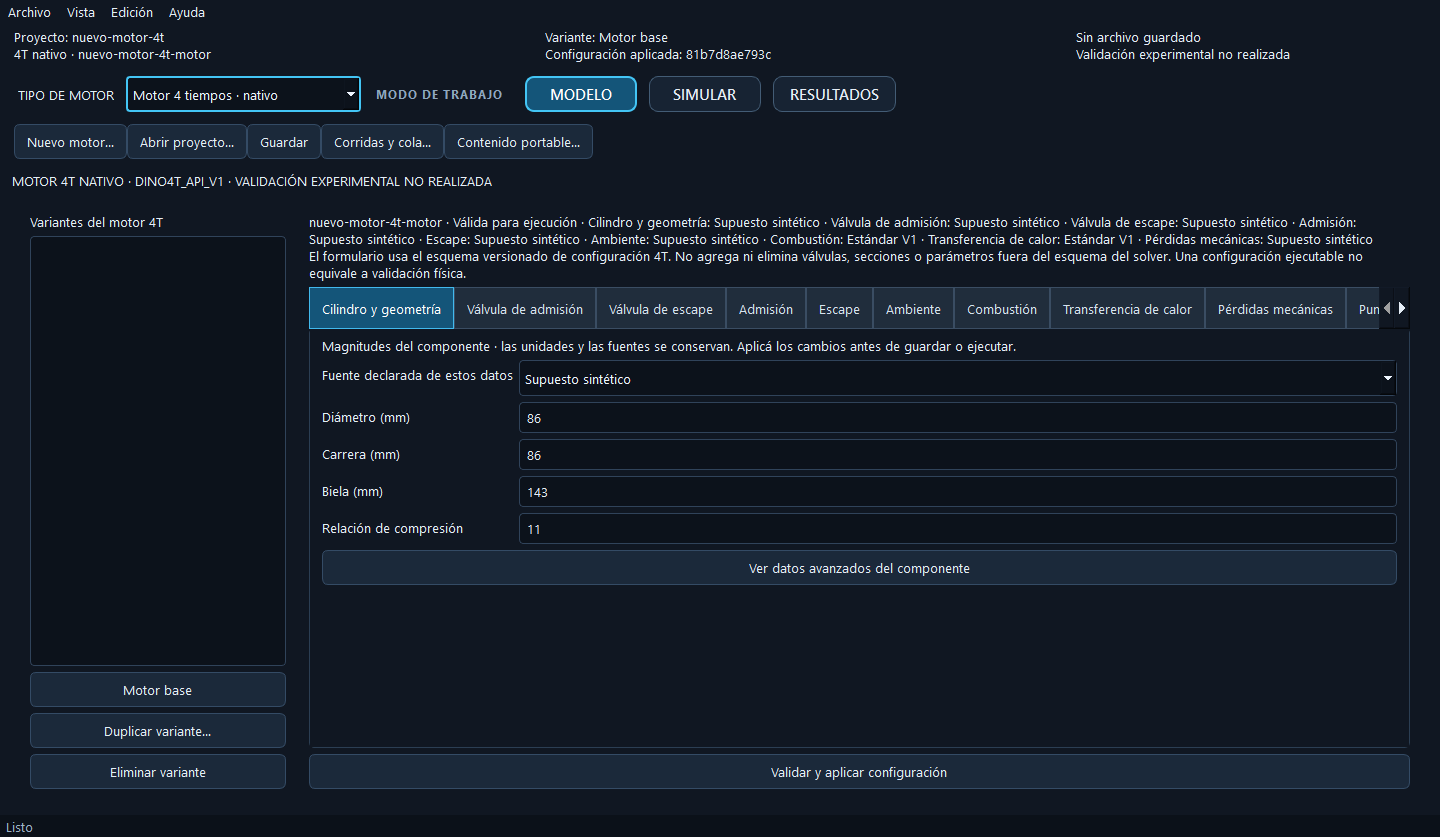 Archivo Vista Edición Ayuda
Proyecto: nuevo-motor-4t
4T nativo · nuevo-motor-4t-motor
Variante: Motor base
Configuración aplicada: 81b7d8ae793c
Sin archivo guardado
Validación experimental no realizada
TIPO DE MOTOR Motor 4 tiempos · nativo MODO DE TRABAJO MODELO SIMULAR RESULTADOS
Nuevo motor... Abrir proyecto... Guardar Corridas y cola... Contenido portable...
MOTOR 4T NATIVO · DINO4T_API_V1 · VALIDACIÓN EXPERIMENTAL NO REALIZADA
Variantes del motor 4T
Motor base
Duplicar variante...
Eliminar variante
nuevo-motor-4t-motor · Válida para ejecución · Cilindro y geometría: Supuesto sintético · Válvula de admisión: Supuesto sintético · Válvula de escape: Supuesto sintético · Admisión:
Supuesto sintético · Escape: Supuesto sintético · Ambiente: Supuesto sintético · Combustión: Estándar V1 · Transferencia de calor: Estándar V1 · Pérdidas mecánicas: Supuesto sintético
El formulario usa el esquema versionado de configuración 4T. No agrega ni elimina válvulas, secciones o parámetros fuera del esquema del solver. Una configuración ejecutable no
equivale a validación física.
Cilindro y geometría Válvula de admisión Válvula de escape Admisión Escape Ambiente Combustión Transferencia de calor Pérdidas mecánicas Pun
Magnitudes del componente · las unidades y las fuentes se conservan. Aplicá los cambios antes de guardar o ejecutar.
Fuente declarada de estos datos Supuesto sintético
Diámetro (mm) 86
Carrera (mm) 86
Biela (mm) 143
Relación de compresión 11
Ver datos avanzados del componente
Validar y aplicar configuración
Listo